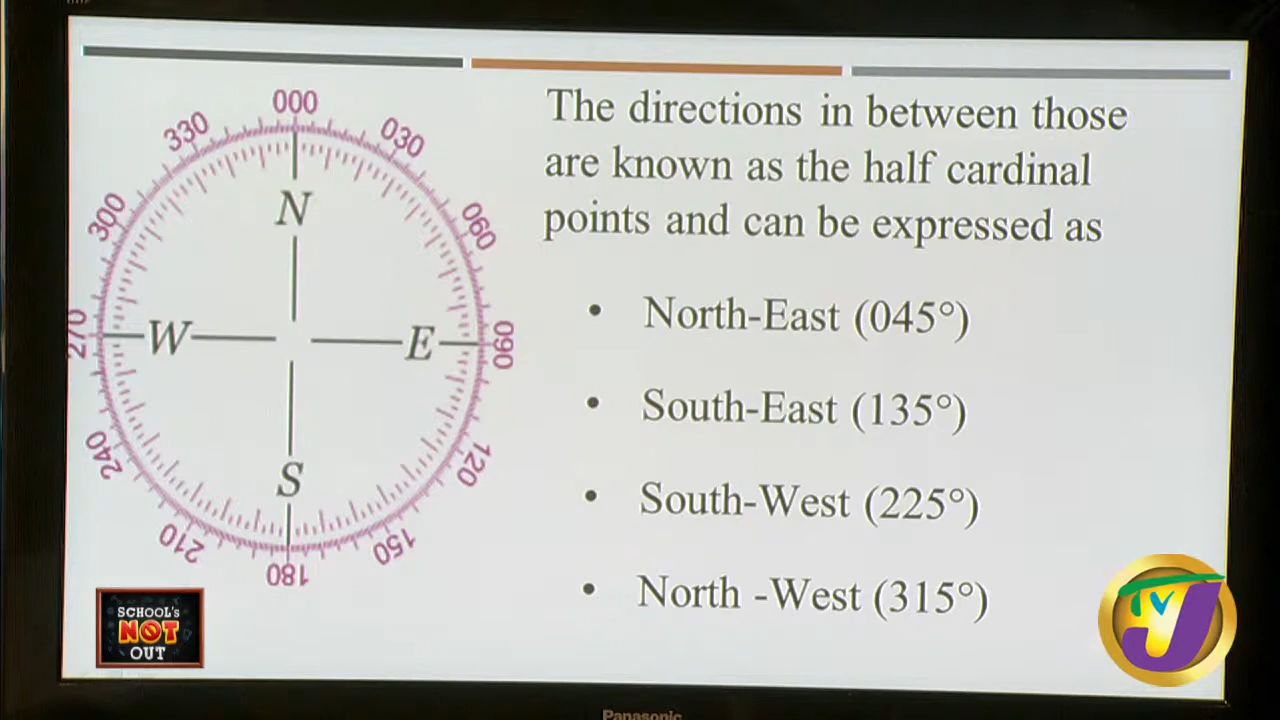 000
030
060
090
120
150
180
210
240
270
300
330
N
W
E
S
The directions in between those
are known as the half cardinal
points and can be expressed as
• North-East (045°)
• South-East (135°)
• South-West (225°)
• North -West (315°)
SCHOOL's
NOT
OUT
TVJ
Panasonic